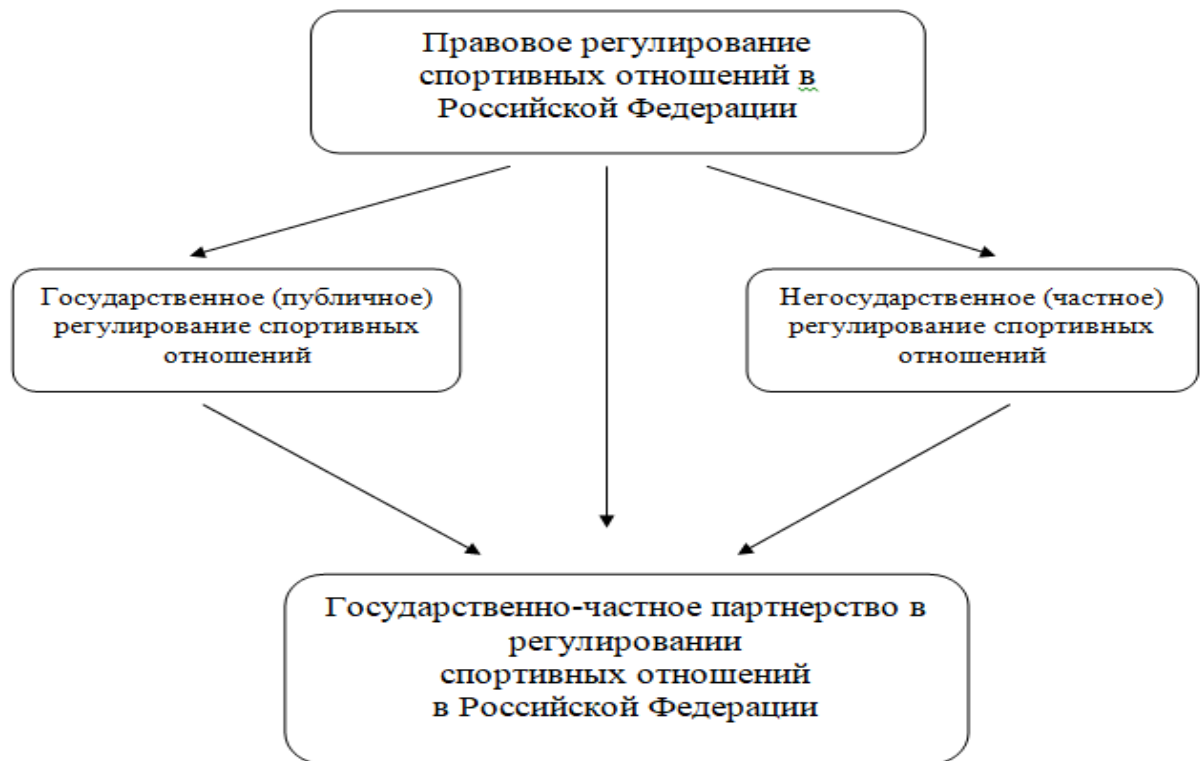 Правовое регулирование
спортивных отношений в
Российской Федерации
Государственное (публичное)
регулирование спортивных
отношений
Негосударственное (частное)
регулирование спортивных
отношений
Государственно-частное партнерство в
регулировании
спортивных отношений
в Российской Федерации